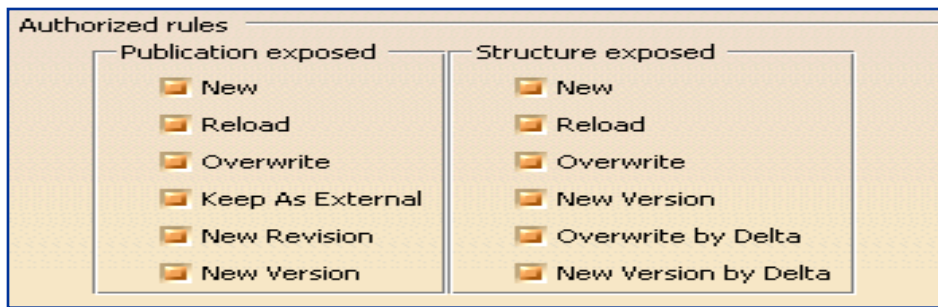 Authorized rules
Publication exposed
New
Reload
Overwrite
Keep As External
New Revision
New Version
Structure exposed
New
Reload
Overwrite
New Version
Overwrite by Delta
New Version by Delta